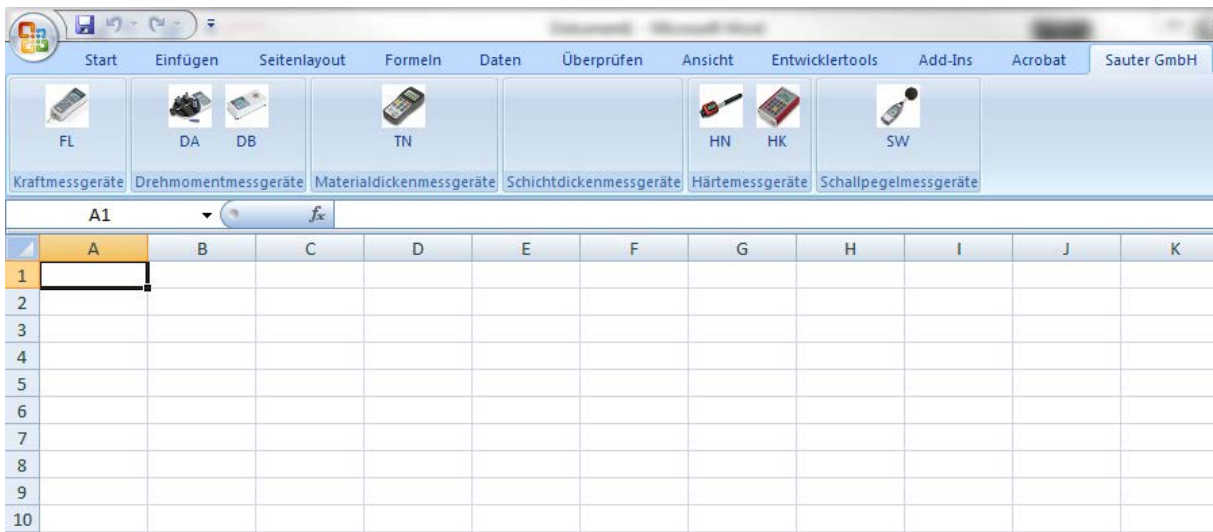 Start Einfügen Seitenlayout Formeln Daten Überprüfen Ansicht Entwicklertools Add-Ins Acrobat Sauter GmbH
FL DA DB TN HN HK SW
Kraftmessgeräte Drehmomentmessgeräte Materialdickenmessgeräte Schichtdickenmessgeräte Härtemessgeräte Schallpegelmessgeräte
A1 fx
A B C D E F G H I J K
1
2
3
4
5
6
7
8
9
10